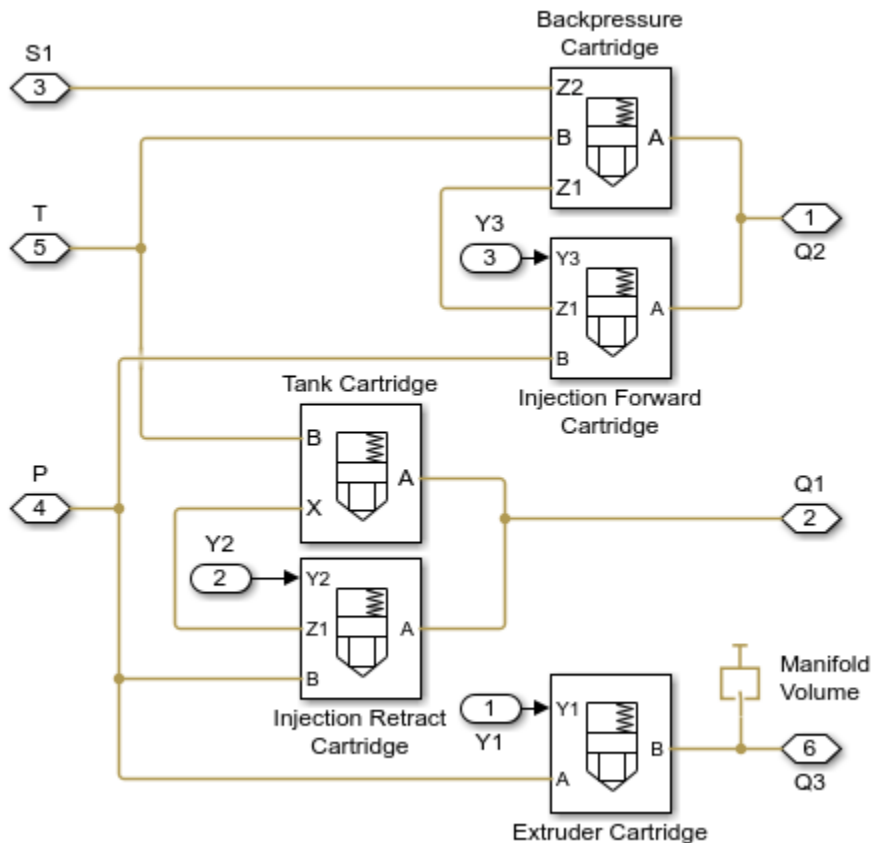 Backpressure
Cartridge
S1
3
Z2
B
A
Z1
T
5
Y3
3
Y3
1
Q2
Z1
A
B
Injection Forward
Cartridge
Tank Cartridge
B
A
X
P
4
Q1
2
Y2
2
Y2
Z1
A
B
Injection Retract
Cartridge
Manifold
Volume
1
Y1
Y1
B
A
6
Q3
Extruder Cartridge